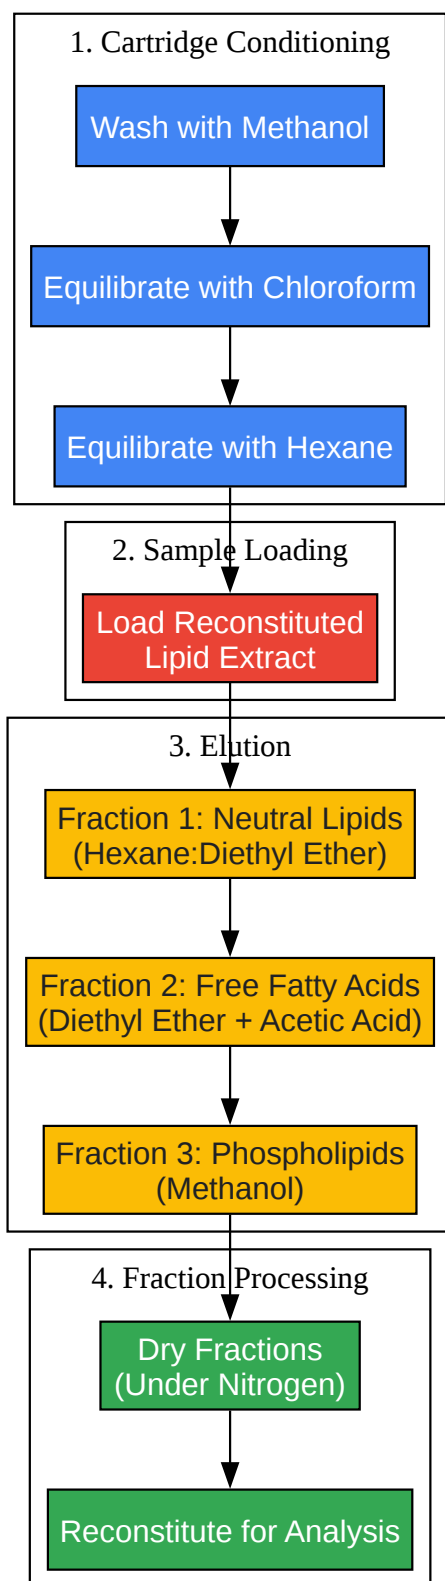 1. Cartridge Conditioning
Wash with Methanol
Equilibrate with Chloroform
Equilibrate with Hexane
2. Sample Loading
Load Reconstituted
Lipid Extract
3. Elution
Fraction 1: Neutral Lipids
(Hexane:Diethyl Ether)
Fraction 2: Free Fatty Acids
(Diethyl Ether + Acetic Acid)
Fraction 3: Phospholipids
(Methanol)
4. Fraction Processing
Dry Fractions
(Under Nitrogen)
Reconstitute for Analysis